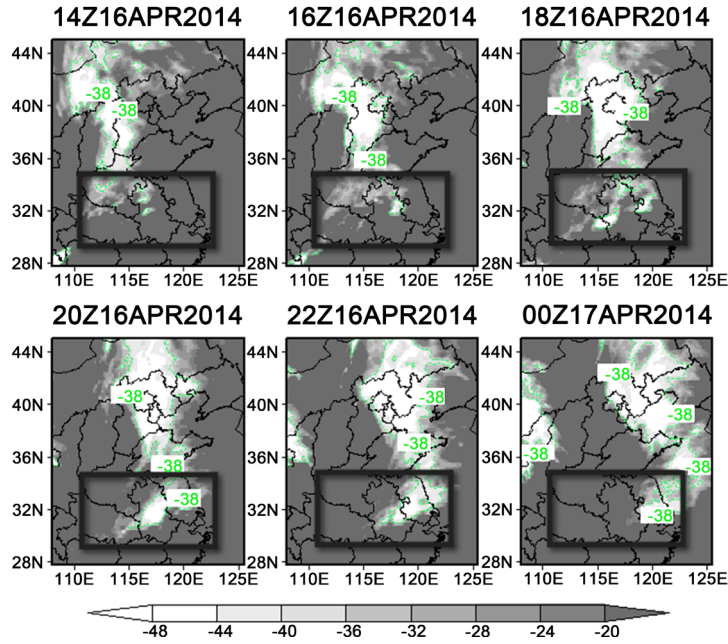 14Z16APR2014 16Z16APR2014 18Z16APR2014
44N 44N 44N
-38 -38 -38 -38 -38
40N 40N 40N
36N 36N -38 36N
32N 32N 32N
28N 28N 28N
110E 115E 120E 125E 110E 115E 120E 125E 110E 115E 120E 125E
20Z16APR2014 22Z16APR2014 00Z17APR2014
44N 44N 44N
-38 -38 -38
40N 40N 40N -38
-38 -38
36N -38 36N 36N -38
32N -38 32N 32N -38
28N 28N 28N
110E 115E 120E 125E 110E 115E 120E 125E 110E 115E 120E 125E
-48 -44 -40 -36 -32 -28 -24 -20